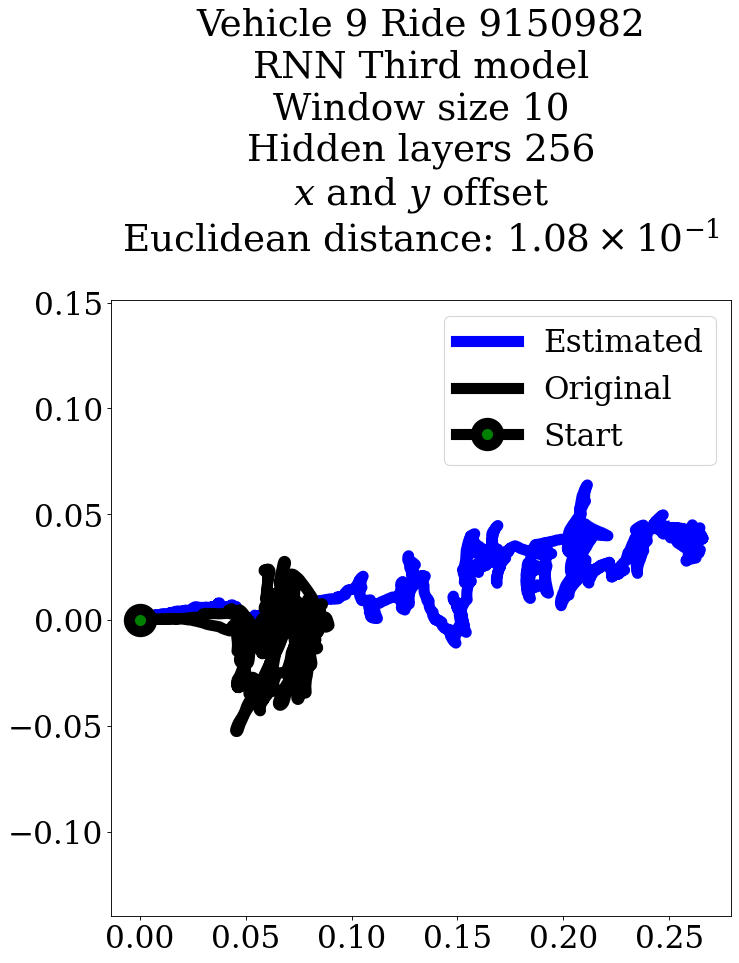 Vehicle 9 Ride 9150982
RNN Third model
Window size 10
Hidden layers 256
x and y offset
Euclidean distance: 1.08 × 10⁻¹
Estimated
Original
Start
0.15
0.10
0.05
0.00
−0.05
−0.10
0.00 0.05 0.10 0.15 0.20 0.25